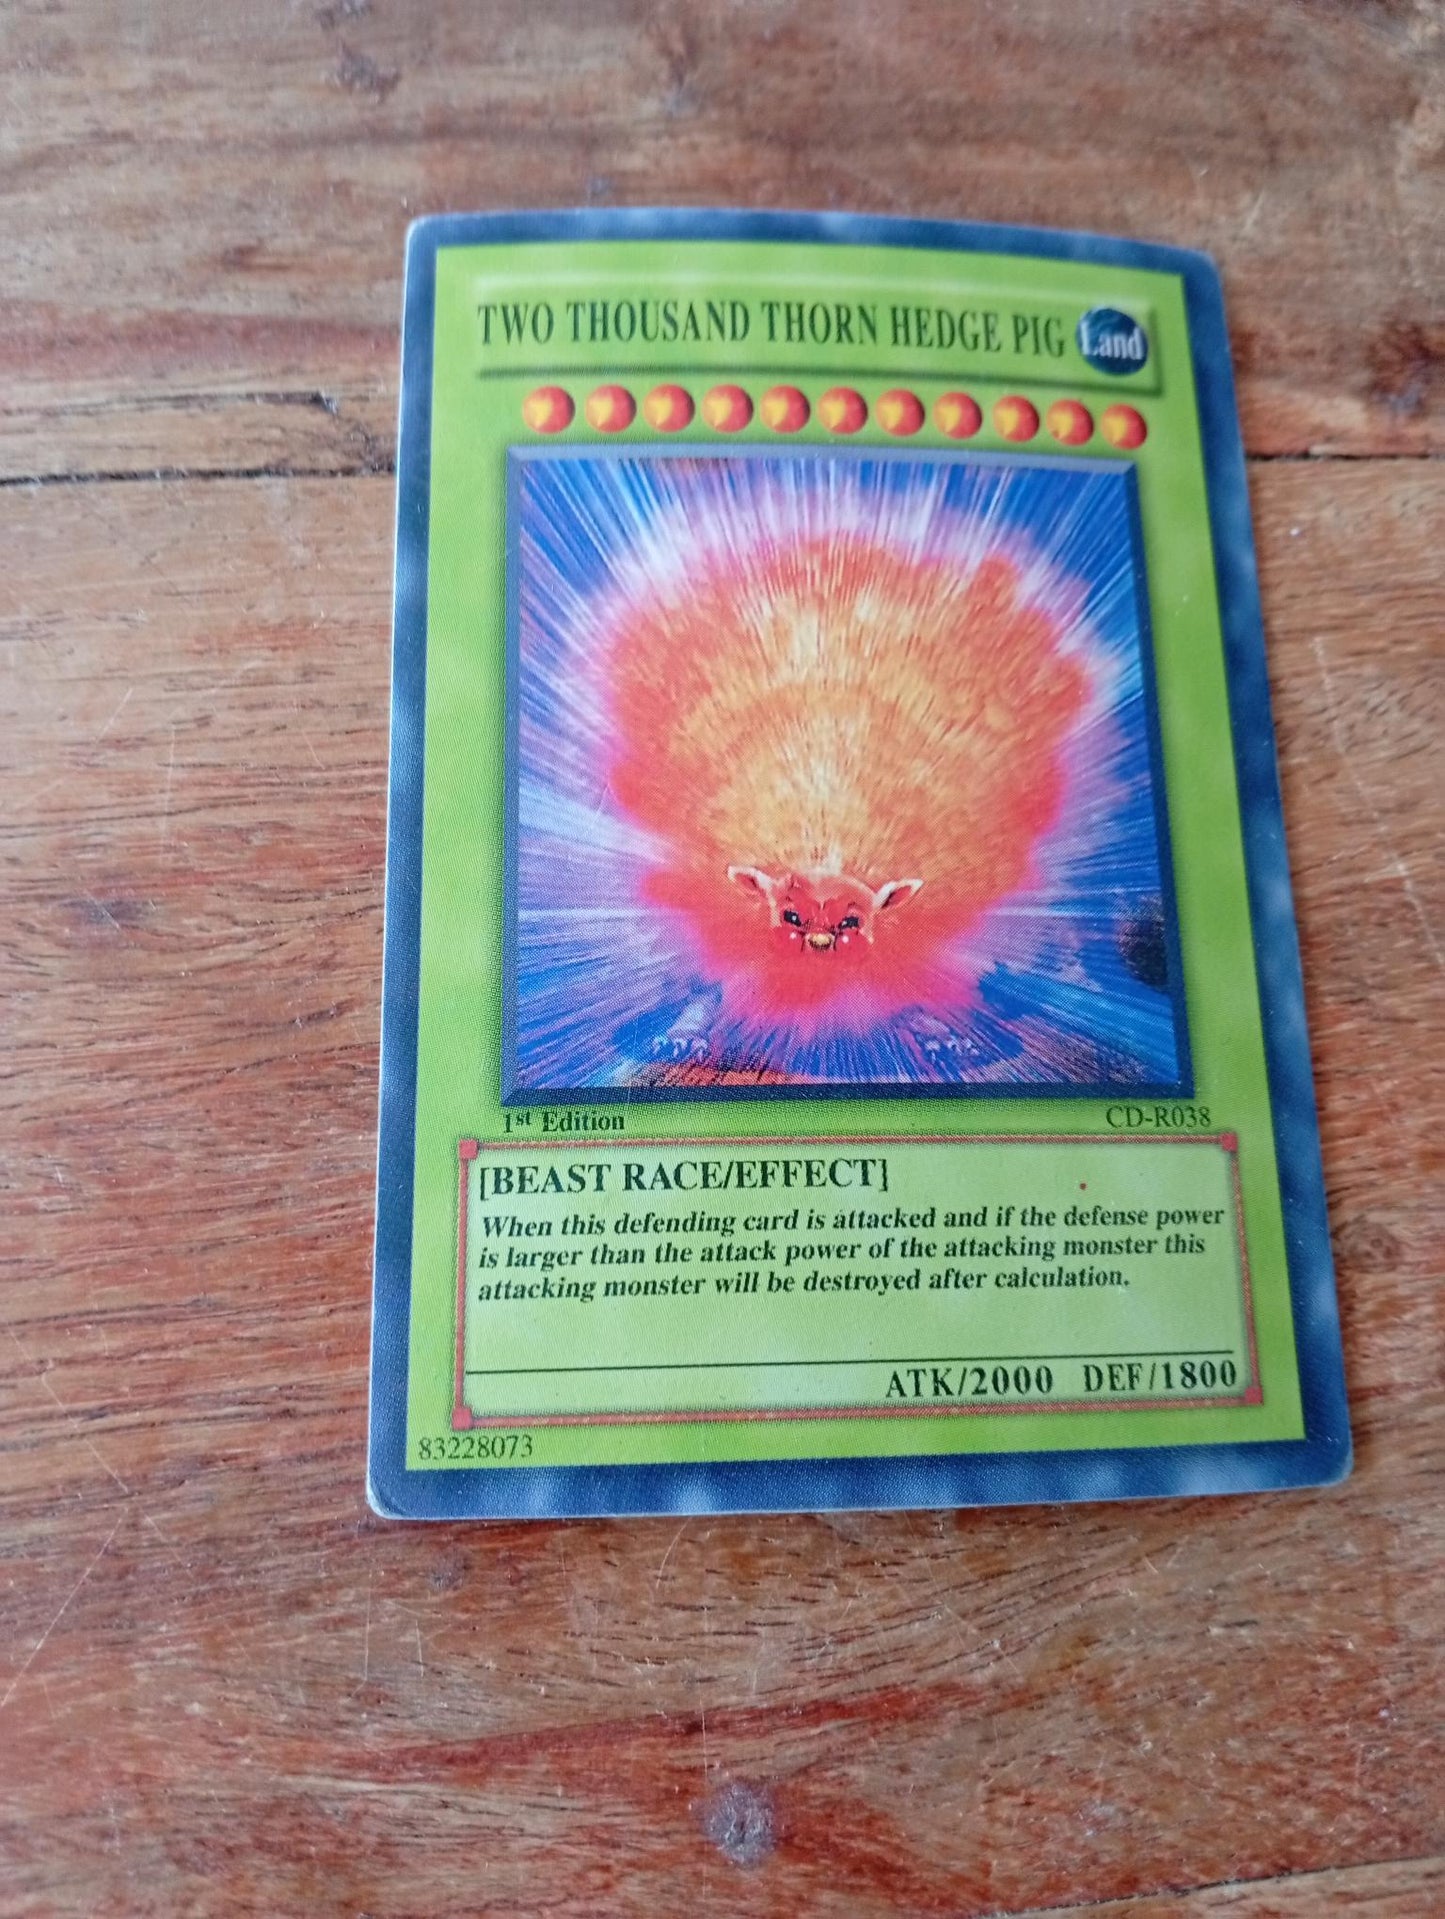 TWO THOUSAND THORN HEDGE PIG Land
1st Edition CD-R038
[BEAST RACE/EFFECT]
When this defending card is attacked and if the defense power
is larger than the attack power of the attacking monster this
attacking monster will be destroyed after calculation.
ATK/2000 DEF/1800
83228073